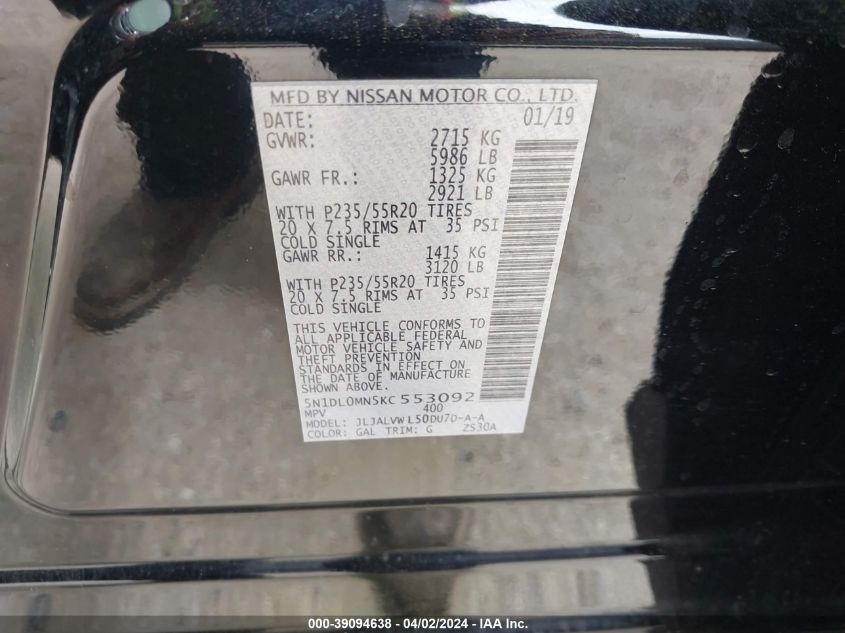 MFD BY NISSAN MOTOR CO., LTD.
DATE: 01/19
GVWR: 2715 KG
5986 LB
GAWR FR.: 1325 KG
2921 LB
WITH P235/55R20 TIRES
20 X 7.5 RIMS AT 35 PSI
COLD SINGLE
GAWR RR.: 1415 KG
3120 LB
WITH P235/55R20 TIRES
20 X 7.5 RIMS AT 35 PSI
COLD SINGLE
THIS VEHICLE CONFORMS TO
ALL APPLICABLE FEDERAL
MOTOR VEHICLE SAFETY AND
THEFT PREVENTION
STANDARDS IN EFFECT ON
THE DATE OF MANUFACTURE
SHOWN ABOVE.
5N1DL0MN5KC 553092
MPV 400
MODEL: JLJALVWL50DU7D-A-A
COLOR: GAL TRIM: G ZS30A
000-39094638 - 04/02/2024 - IAA Inc.